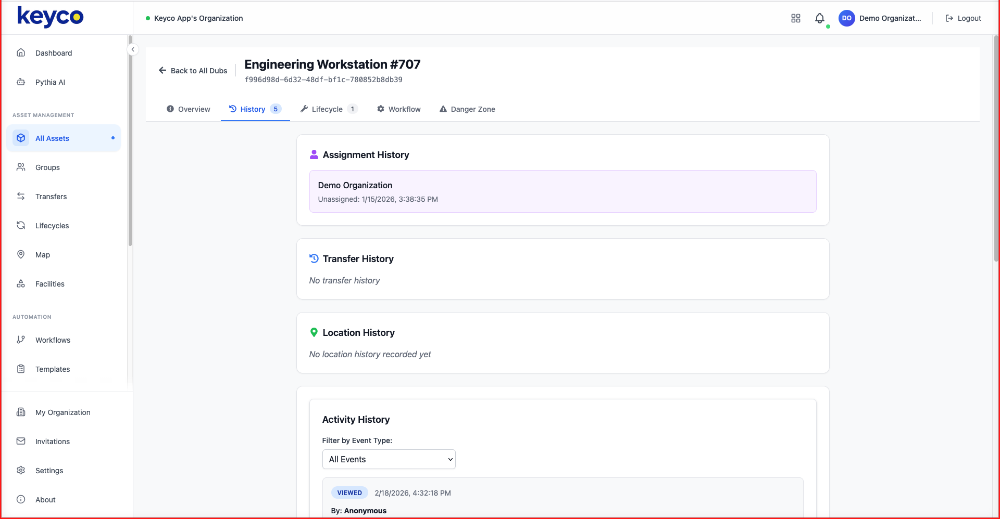 keyco
Keyco App's Organization
DO
Demo Organizat...
Logout
Dashboard
Pythia AI
ASSET MANAGEMENT
All Assets
Groups
Transfers
Lifecycles
Map
Facilities
AUTOMATION
Workflows
Templates
My Organization
Invitations
Settings
About
Back to All Dubs
Engineering Workstation #707
f996d98d-6d32-48df-bf1c-780852b8db39
Overview
History 5
Lifecycle 1
Workflow
Danger Zone
Assignment History
Demo Organization
Unassigned: 1/15/2026, 3:38:35 PM
Transfer History
No transfer history
Location History
No location history recorded yet
Activity History
Filter by Event Type:
All Events
VIEWED 2/18/2026, 4:32:18 PM
By: Anonymous